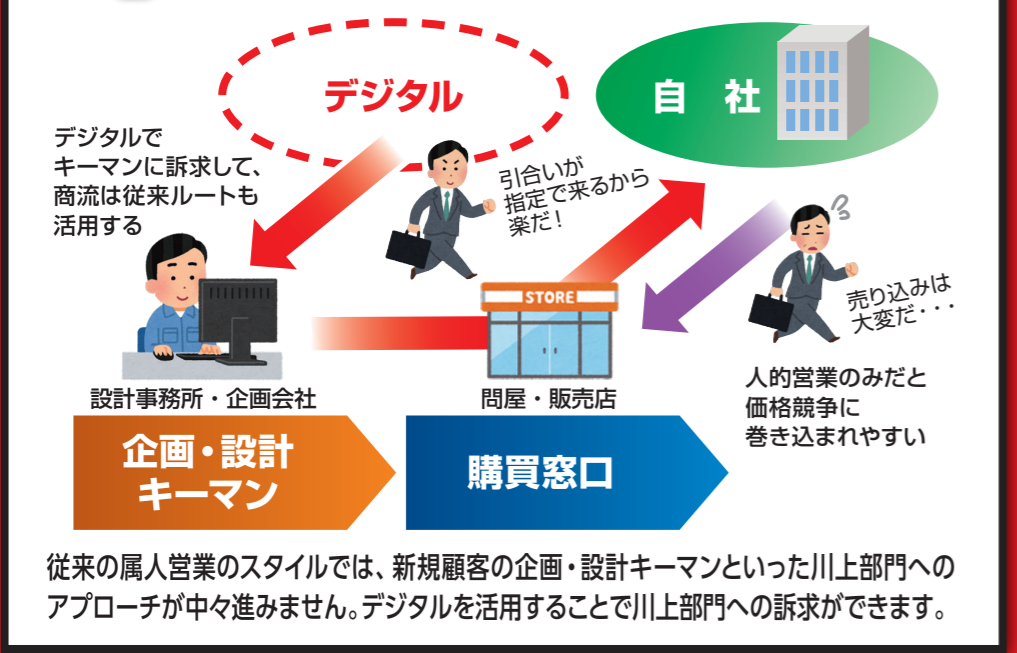 デジタル
自 社
デジタルで
キーマンに訴求して、
商流は従来ルートも
活用する
引合いが
指定で来るから
楽だ！
STORE
売り込みは
大変だ・・・
設計事務所・企画会社
問屋・販売店
人的営業のみだと
価格競争に
巻き込まれやすい
企画・設計
キーマン
購買窓口
従来の属人営業のスタイルでは、新規顧客の企画・設計キーマンといった川上部門への
アプローチが中々進みません。デジタルを活用することで川上部門への訴求ができます。